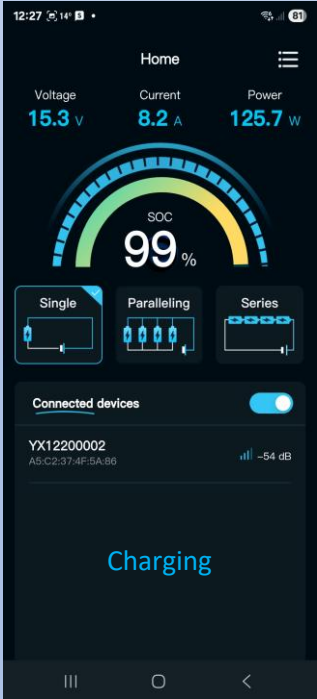 12:27 14° S •
81
Home
Voltage Current Power
15.3 V 8.2 A 125.7 W
SOC
99 %
Single Paralleling Series
Connected devices
YX12200002
A5:C2:37:4F:5A:86
-54 dB
Charging